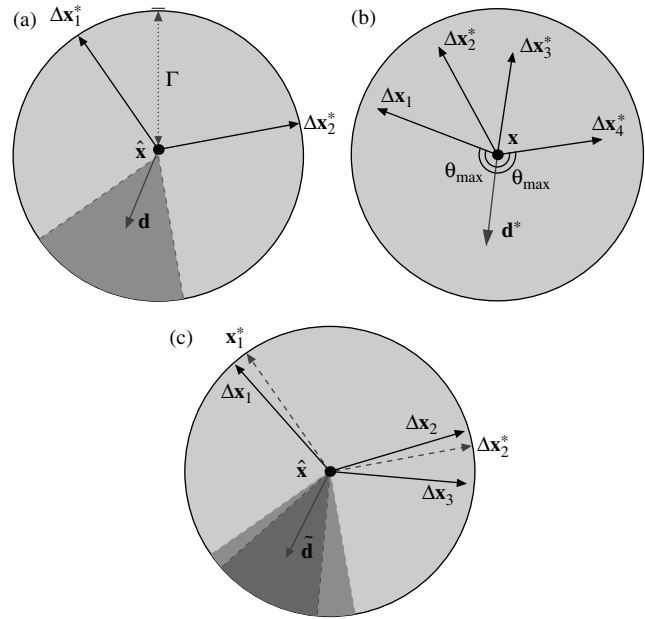 (a)
Δx₁*
Γ
Δx₂*
x̂
d
(b)
Δx₂*
Δx₃*
Δx₁
Δx₄*
x
θmax
θmax
d*
(c)
x₁*
Δx₁
Δx₂
Δx₂*
x̂
Δx₃
d̃